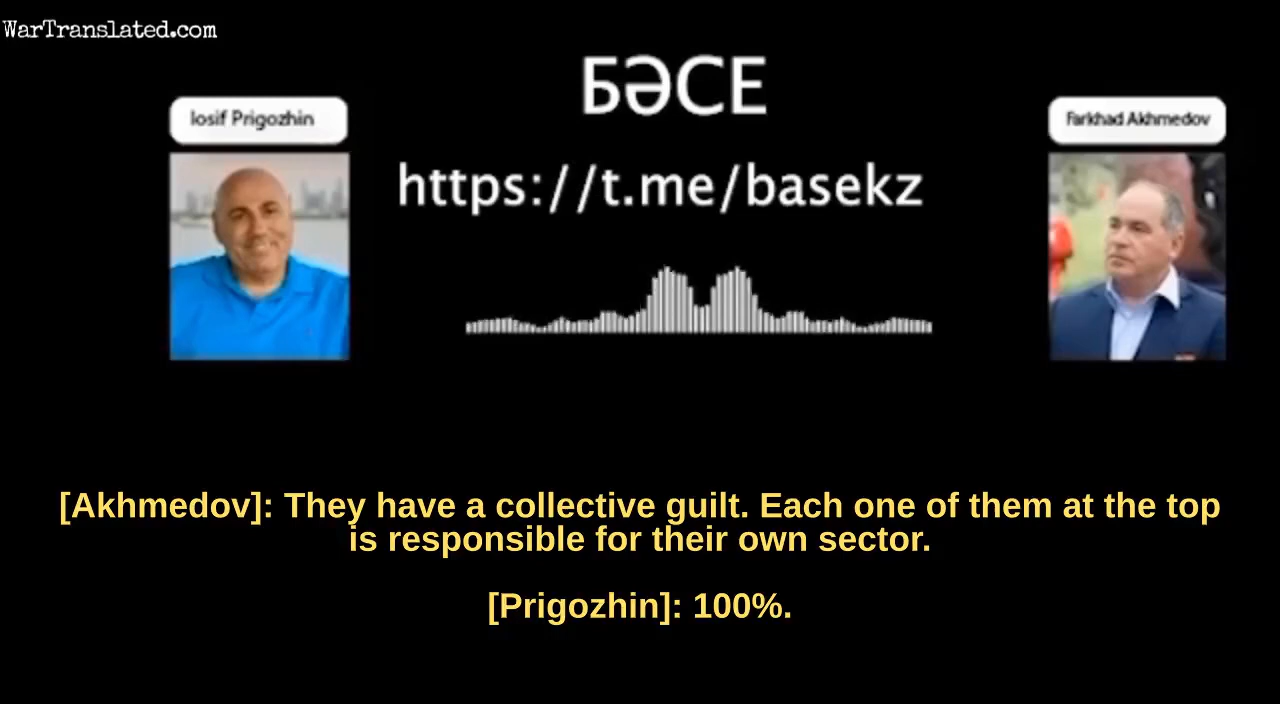 WarTranslated.com
БӘСЕ
Iosif Prigozhin
Farkhad Akhmedov
https://t.me/basekz
[Akhmedov]: They have a collective guilt. Each one of them at the top
is responsible for their own sector.
[Prigozhin]: 100%.